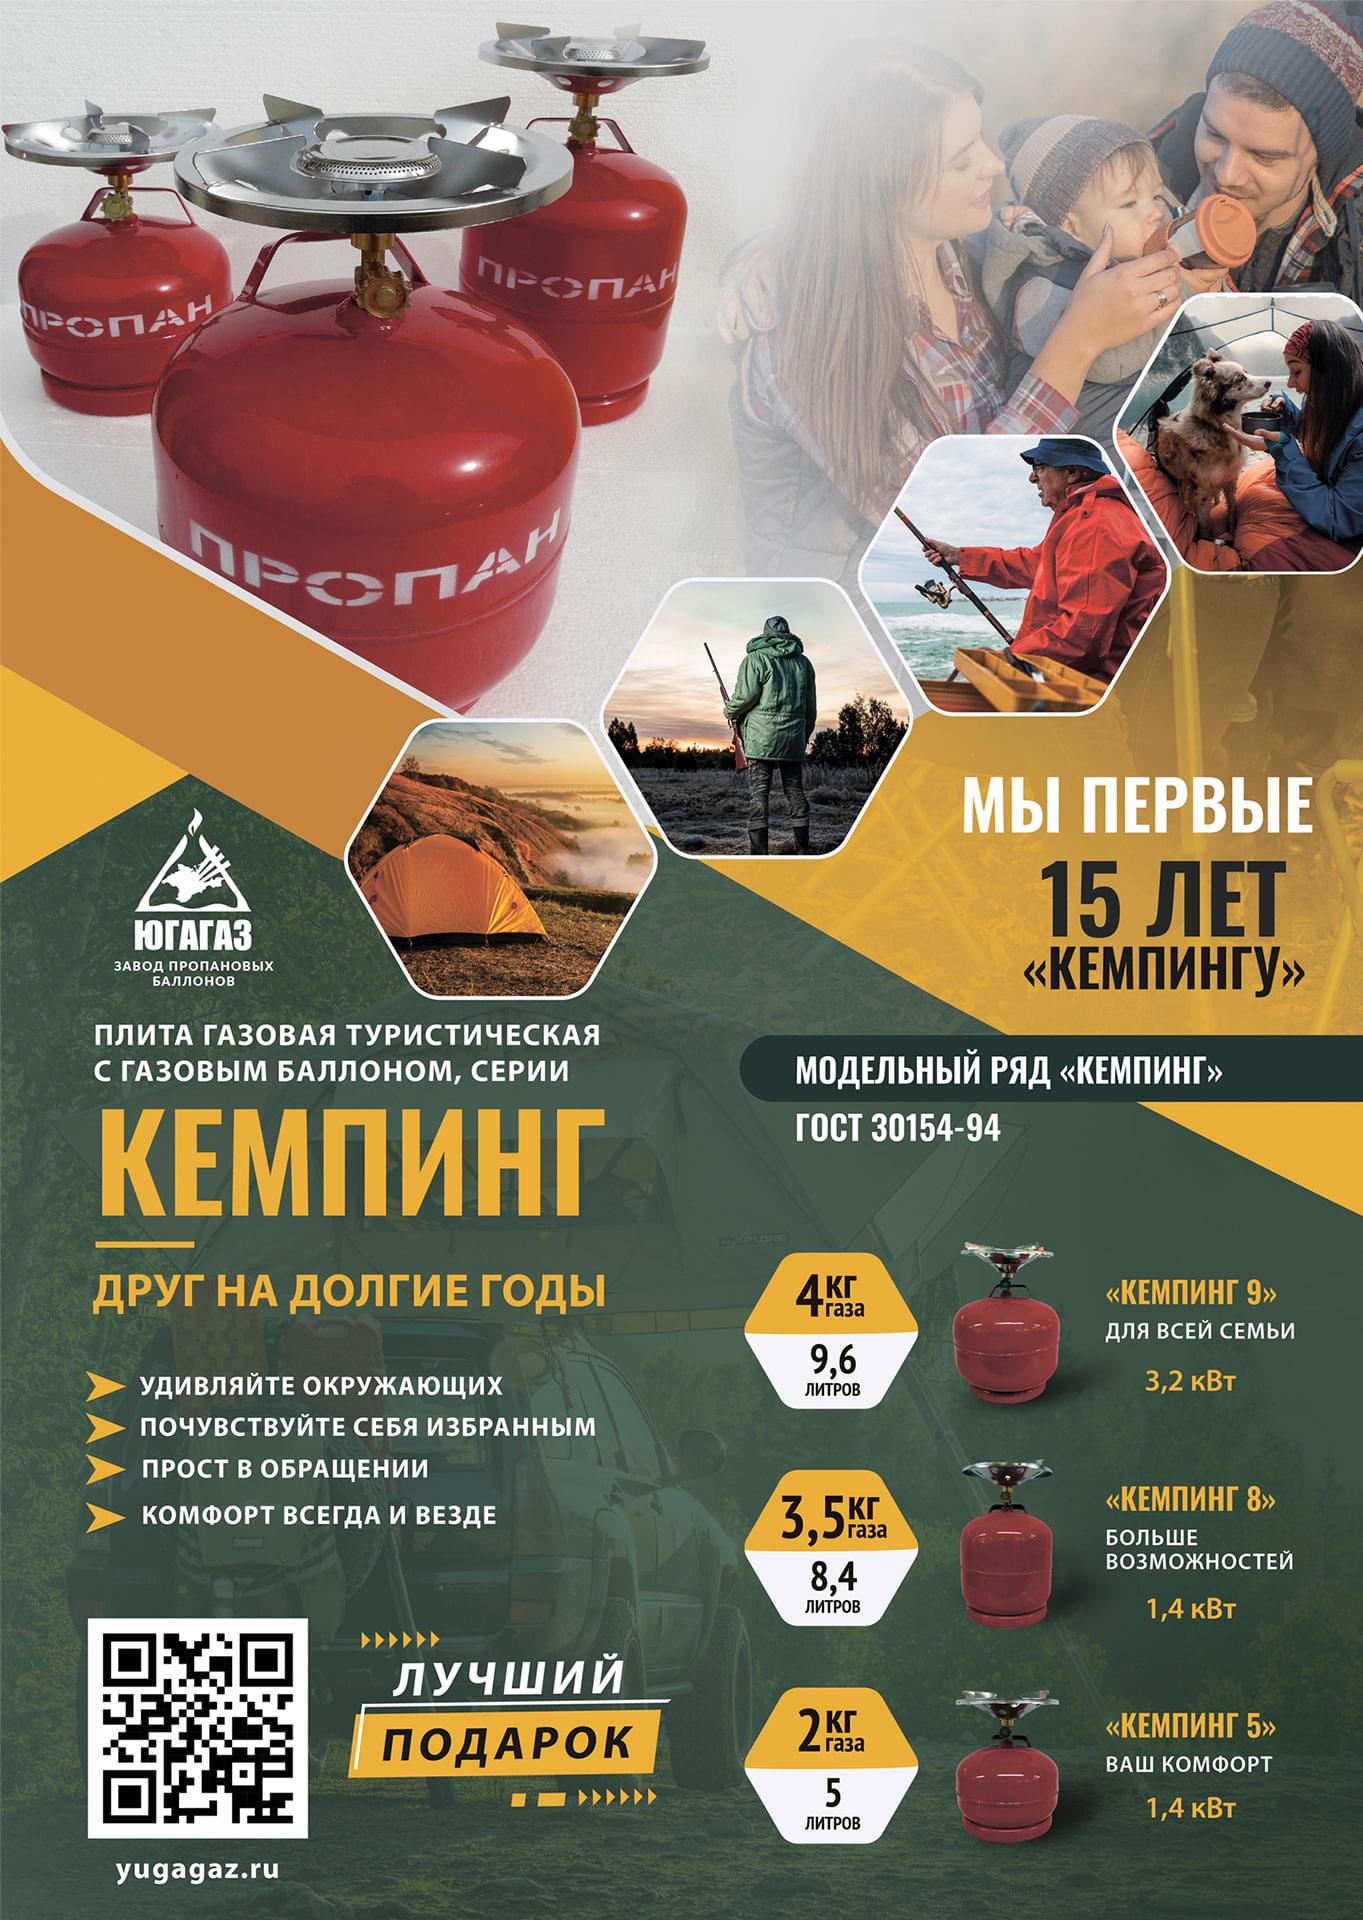 ПРОПАН
ПРОПАН
ПРОПАН
МЫ ПЕРВЫЕ
15 ЛЕТ
«КЕМПИНГУ»
ЮГАГАЗ
ЗАВОД ПРОПАНОВЫХ
БАЛЛОНОВ
ПЛИТА ГАЗОВАЯ ТУРИСТИЧЕСКАЯ
С ГАЗОВЫМ БАЛЛОНОМ, СЕРИИ
КЕМПИНГ
ДРУГ НА ДОЛГИЕ ГОДЫ
УДИВЛЯЙТЕ ОКРУЖАЮЩИХ
ПОЧУВСТВУЙТЕ СЕБЯ ИЗБРАННЫМ
ПРОСТ В ОБРАЩЕНИИ
КОМФОРТ ВСЕГДА И ВЕЗДЕ
ЛУЧШИЙ
ПОДАРОК
yugagaz.ru
МОДЕЛЬНЫЙ РЯД «КЕМПИНГ»
ГОСТ 30154-94
4 КГ
газа
9,6
ЛИТРОВ
«КЕМПИНГ 9»
ДЛЯ ВСЕЙ СЕМЬИ
3,2 кВт
3,5 КГ
газа
8,4
ЛИТРОВ
«КЕМПИНГ 8»
БОЛЬШЕ
ВОЗМОЖНОСТЕЙ
1,4 кВт
2 КГ
газа
5
ЛИТРОВ
«КЕМПИНГ 5»
ВАШ КОМФОРТ
1,4 кВт